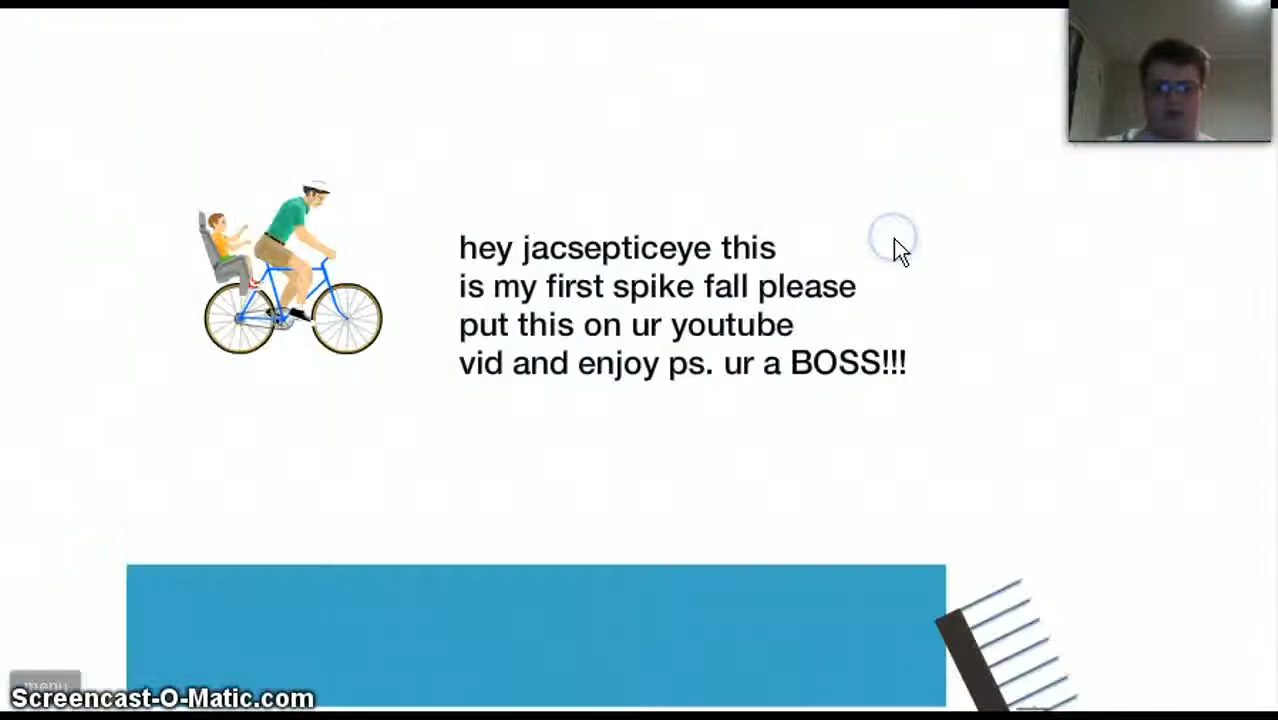 hey jacsepticeye this
is my first spike fall please
put this on ur youtube
vid and enjoy ps. ur a BOSS!!!
menu
Screencast-O-Matic.com